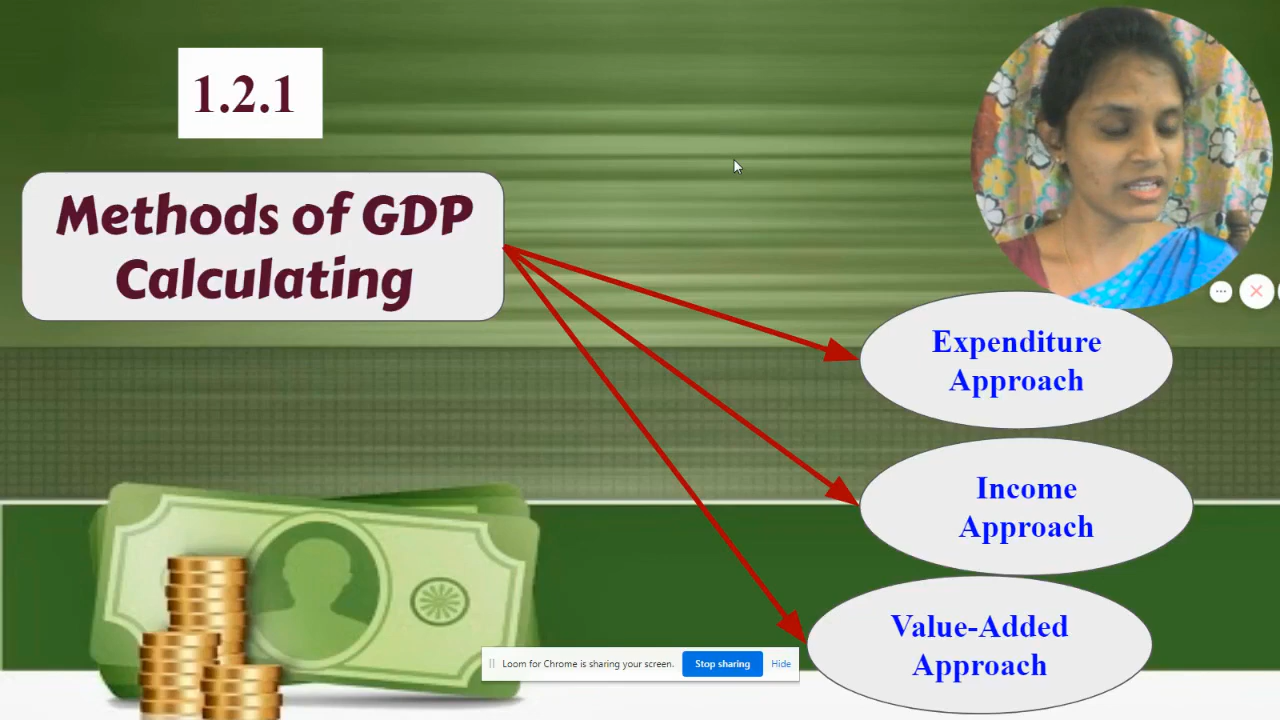 1.2.1
Methods of GDP
Calculating
Expenditure
Approach
Income
Approach
Value-Added
Approach
Loom for Chrome is sharing your screen. Stop sharing Hide